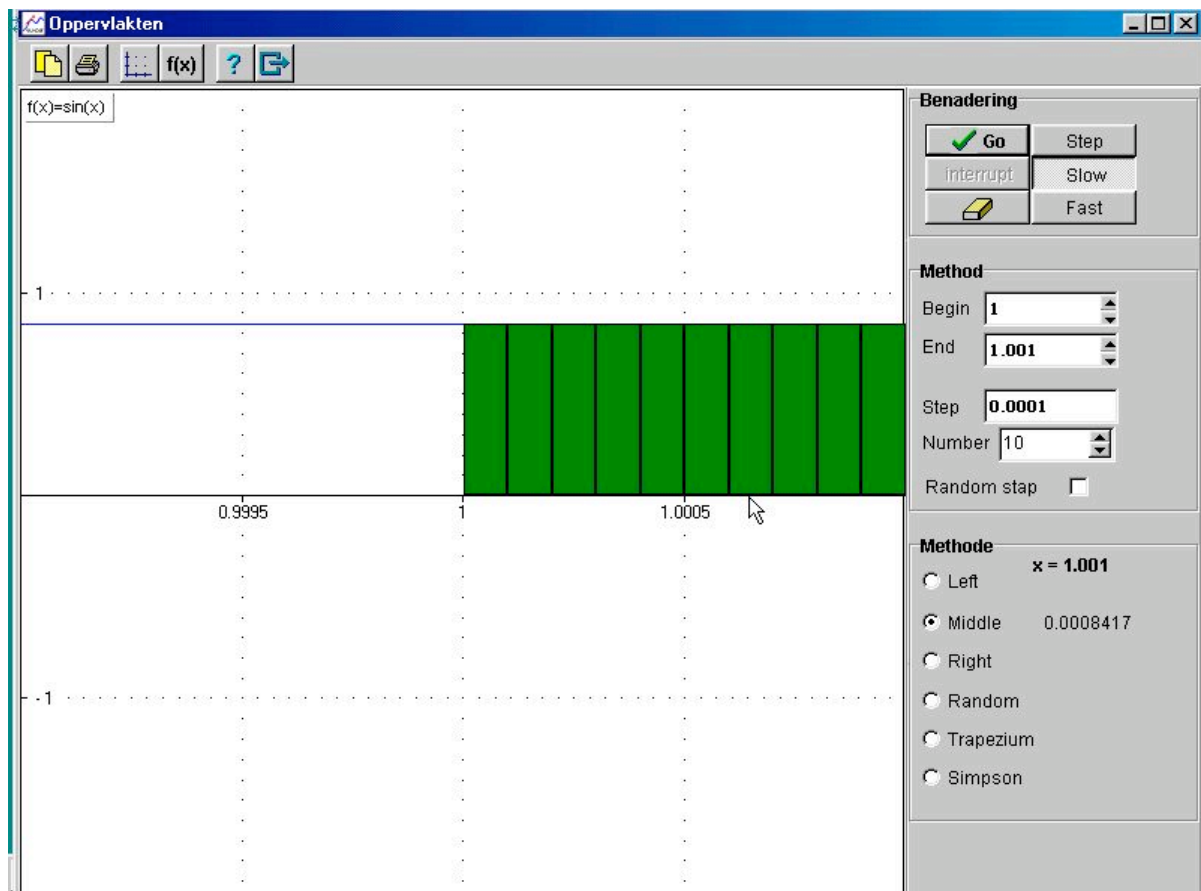 Oppervlakten
f(x) ?
f(x)=sin(x)
1
0.9995 1 1.0005
-1
Benadering
Go Step
interrupt Slow
Fast
Method
Begin 1
End 1.001
Step 0.0001
Number 10
Random stap
Methode
x = 1.001
Left
Middle 0.0008417
Right
Random
Trapezium
Simpson